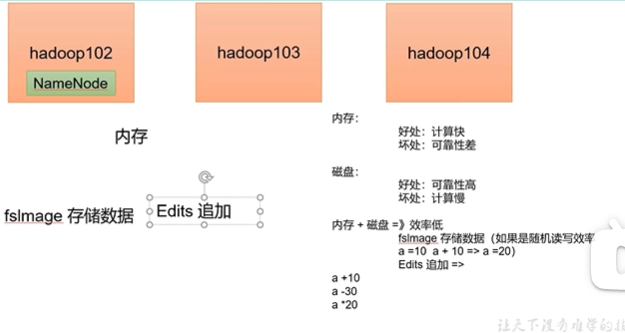 hadoop102
NameNode
hadoop103
hadoop104
内存
fsImage 存储数据
Edits 追加
内存：
好处：计算快
坏处：可靠性差
磁盘：
好处：可靠性高
坏处：计算慢
内存 + 磁盘 =》效率低
fsImage 存储数据（如果是随机读写效率
a =10  a + 10 => a =20）
Edits 追加 =>
a +10
a -30
a *20
让天下没有难学的技